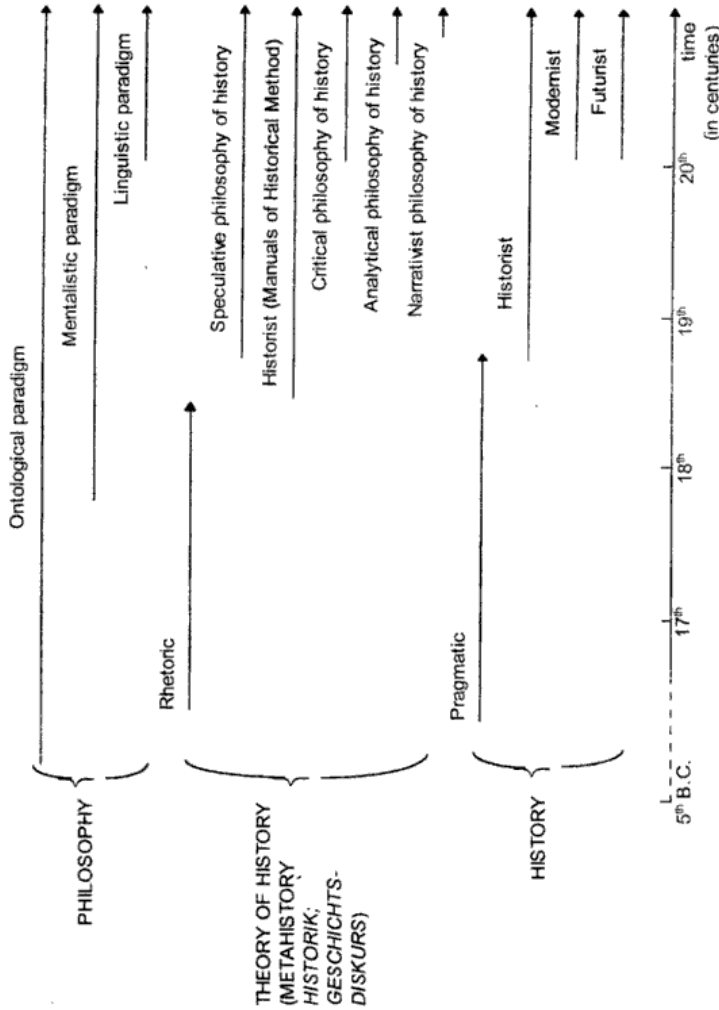 PHILOSOPHY
Ontological paradigm
Mentalistic paradigm
Linguistic paradigm
THEORY OF HISTORY
(METAHISTORY
HISTORIK;
GESCHICHTS-
DISKURS)
Rhetoric
Speculative philosophy of history
Historist (Manuals of Historical Method)
Critical philosophy of history
Analytical philosophy of history
Narrativist philosophy of history
HISTORY
Pragmatic
Historist
Modernist
Futurist
5th B.C.
17th
18th
19th
20th
time
(in centuries)